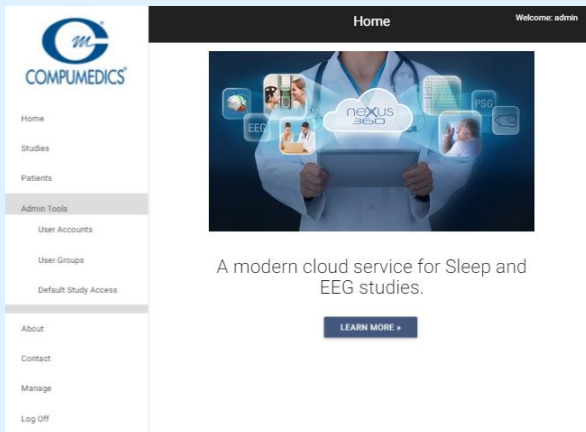 COMPUMEDICS®
Home
Studies
Patients
Admin Tools
User Accounts
User Groups
Default Study Access
About
Contact
Manage
Log Off
Home
Welcome: admin
EEG
neXus
360
PSG
A modern cloud service for Sleep and
EEG studies.
LEARN MORE »